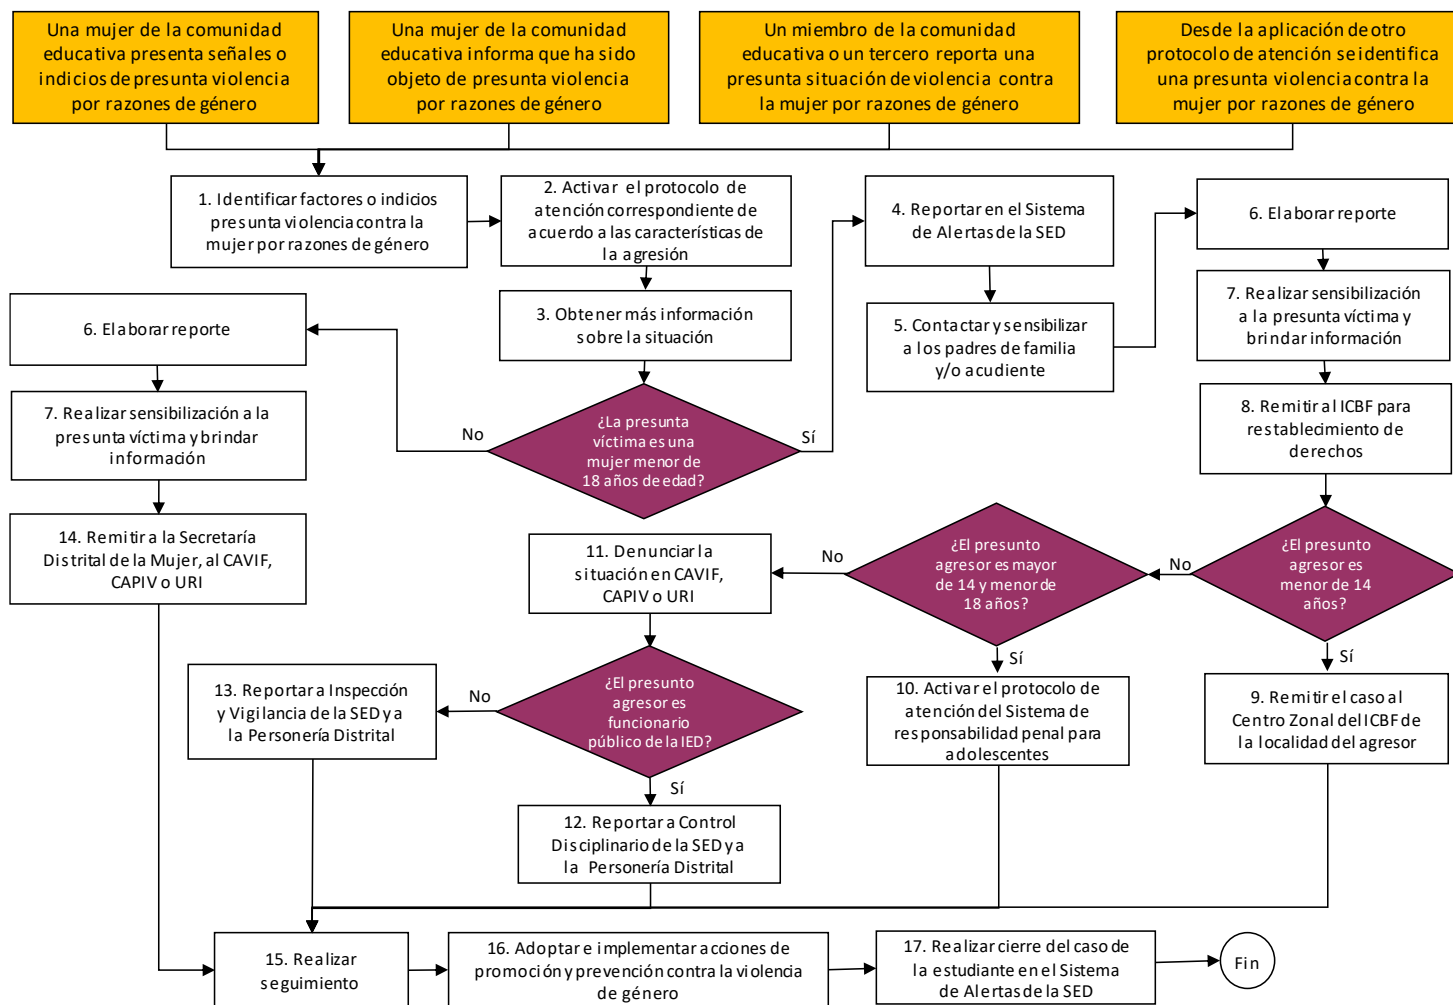 Una mujer de la comunidad
educativa presenta señales o
indicios de presunta violencia
por razones de género
Una mujer de la comunidad
educativa informa que ha sido
objeto de presunta violencia
por razones de género
Un miembro de la comunidad
educativa o un tercero reporta una
presunta situación de violencia contra
la mujer por razones de género
Desde la aplicación de otro
protocolo de atención se identifica
una presunta violencia contra la
mujer por razones de género
1. Identificar factores o indicios
presunta violencia contra la
mujer por razones de género
2. Activar el protocolo de
atención correspondiente de
acuerdo a las características de
la agresión
4. Reportar en el Sistema
de Alertas de la SED
6. Elaborar reporte
3. Obtener más información
sobre la situación
5. Contactar y sensibilizar
a los padres de familia
y/o acudiente
7. Realizar sensibilización
a la presunta víctima y
brindar información
6. Elaborar reporte
7. Realizar sensibilización a la
presunta víctima y brindar
información
No
¿La presunta
víctima es una
mujer menor de
18 años de edad?
Sí
8. Remitir al ICBF para
restablecimiento de
derechos
14. Remitir a la Secretaría
Distrital de la Mujer, al CAVIF,
CAPIV o URI
11. Denunciar la
situación en CAVIF,
CAPIV o URI
No
¿El presunto
agresor es mayor
de 14 y menor de
18 años?
No
¿El presunto
agresor es
menor de 14
años?
Sí
Sí
13. Reportar a Inspección
y Vigilancia de la SED y a
la Personería Distrital
No
¿El presunto
agresor es
funcionario
público de la IED?
Sí
10. Activar el protocolo de
atención del Sistema de
responsabilidad penal para
adolescentes
9. Remitir el caso al
Centro Zonal del ICBF de
la localidad del agresor
12. Reportar a Control
Disciplinario de la SED y a
la Personería Distrital
15. Realizar
seguimiento
16. Adoptar e implementar acciones de
promoción y prevención contra la violencia
de género
17. Realizar cierre del caso de
la estudiante en el Sistema
de Alertas de la SED
Fin